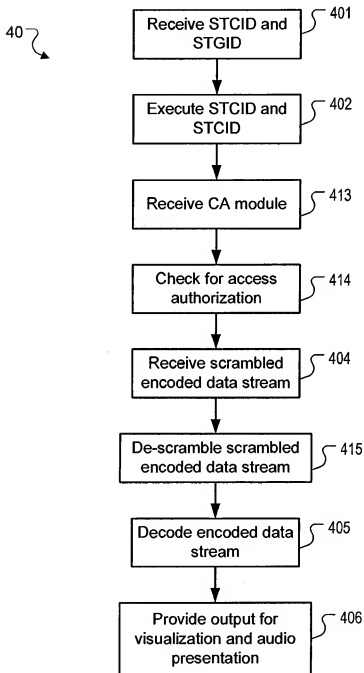 40
Receive STCID and
STGID
401
Execute STCID and
STCID
402
Receive CA module
413
Check for access
authorization
414
Receive scrambled
encoded data stream
404
De-scramble scrambled
encoded data stream
415
Decode encoded data
stream
405
Provide output for
visualization and audio
presentation
406